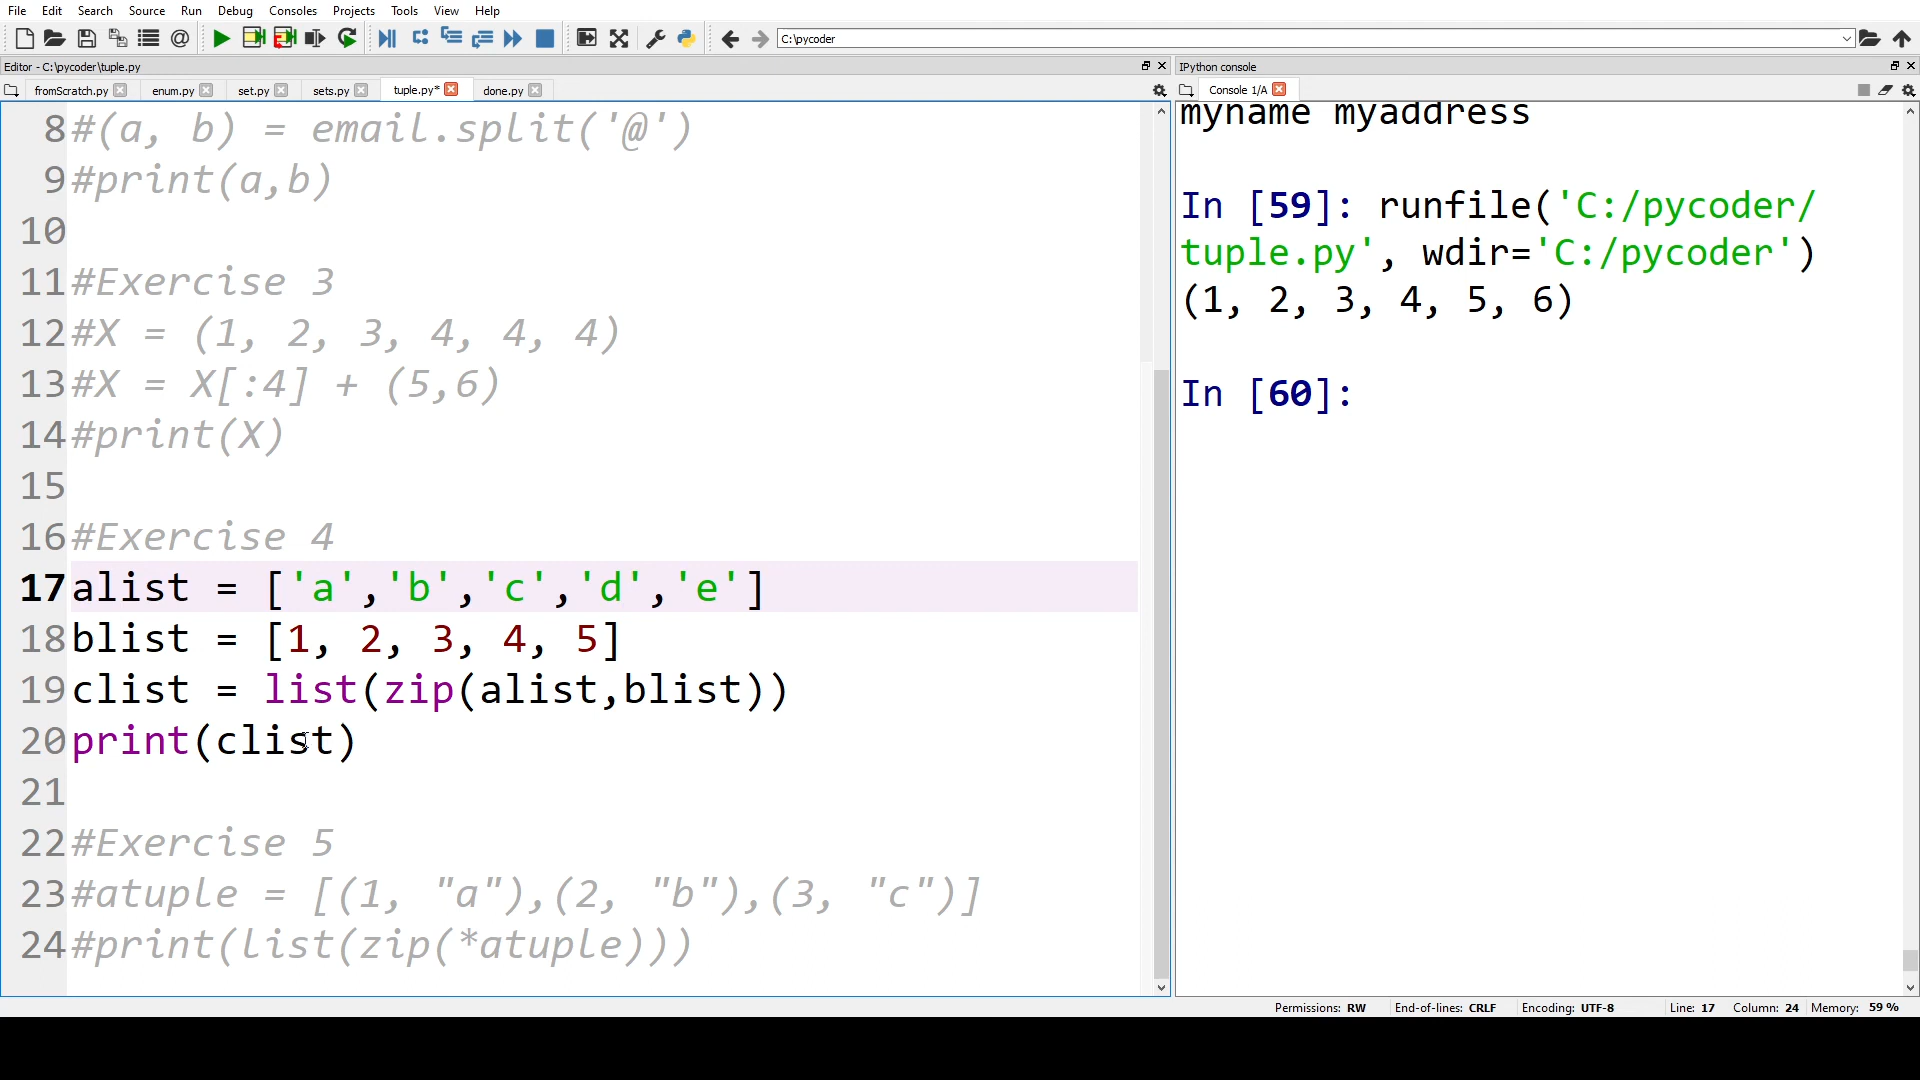 File Edit Search Source Run Debug Consoles Projects Tools View Help
C:\pycoder
Editor - C:\pycoder\tuple.py
IPython console
fromScratch.py enum.py set.py sets.py tuple.py* done.py
Console 1/A
8 #(a, b) = email.split('@')
9 #print(a,b)
10
11 #Exercise 3
12 #X = (1, 2, 3, 4, 4, 4)
13 #X = X[:4] + (5,6)
14 #print(X)
15
16 #Exercise 4
17 alist = ['a','b','c','d','e']
18 blist = [1, 2, 3, 4, 5]
19 clist = list(zip(alist,blist))
20 print(clist)
21
22 #Exercise 5
23 #atuple = [(1, "a"),(2, "b"),(3, "c")]
24 #print(list(zip(*atuple)))
myname myaddress
In [59]: runfile('C:/pycoder/
tuple.py', wdir='C:/pycoder')
(1, 2, 3, 4, 5, 6)
In [60]:
Permissions: RW End-of-lines: CRLF Encoding: UTF-8 Line: 17 Column: 24 Memory: 59 %